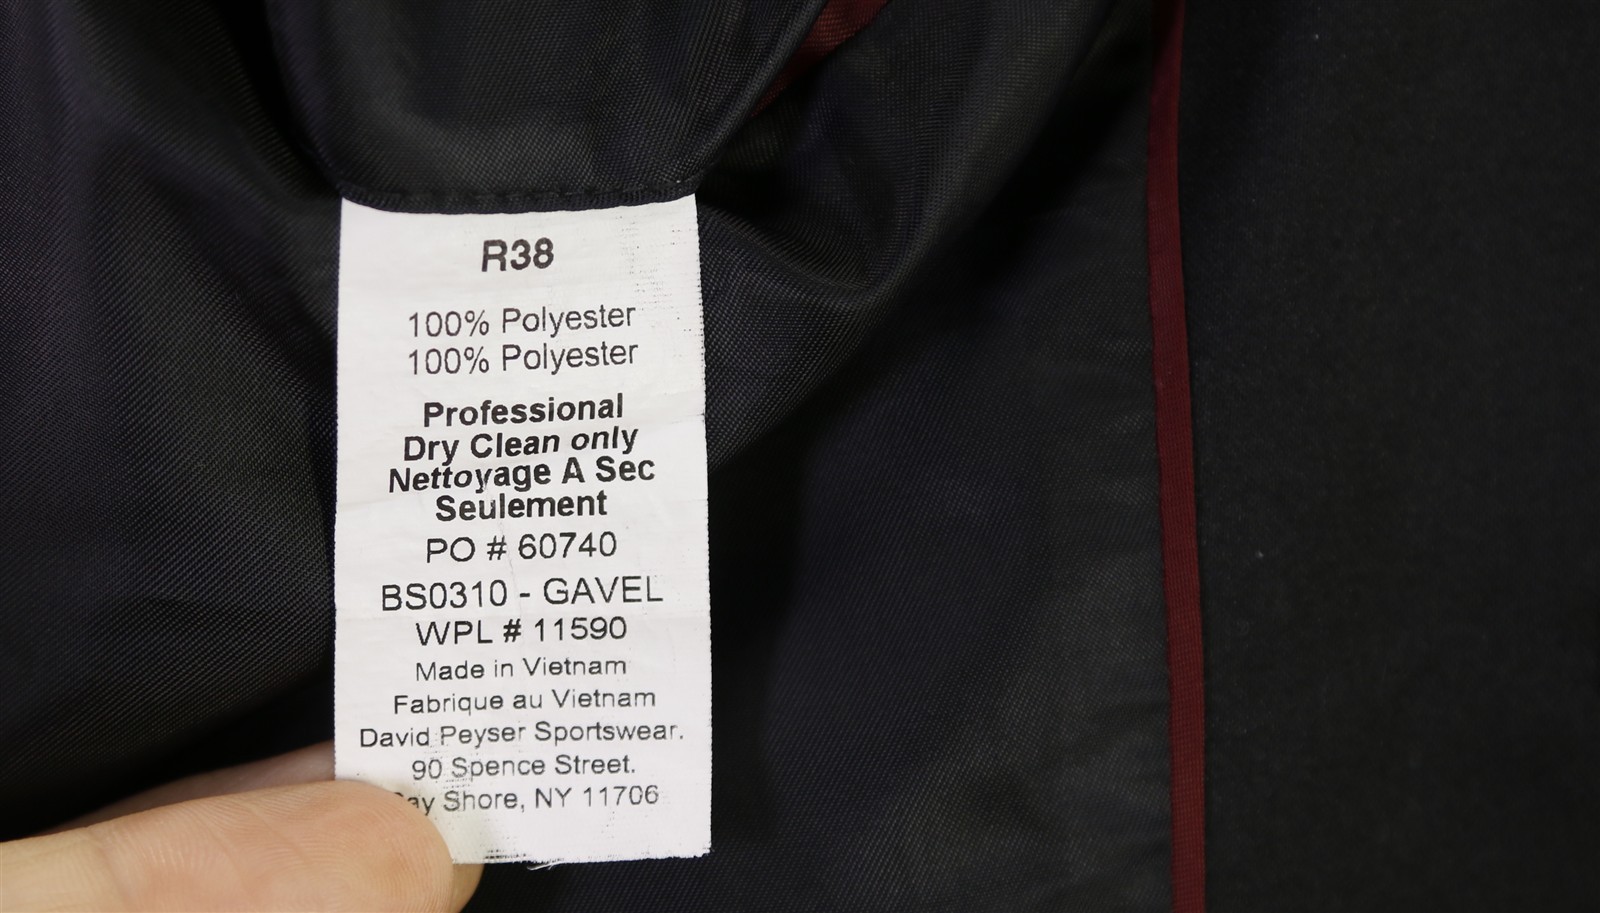 R38
100% Polyester
100% Polyester
Professional
Dry Clean only
Nettoyage A Sec
Seulement
PO # 60740
BS0310 - GAVEL
WPL # 11590
Made in Vietnam
Fabrique au Vietnam
David Peyser Sportswear.
90 Spence Street.
Shore, NY 11706